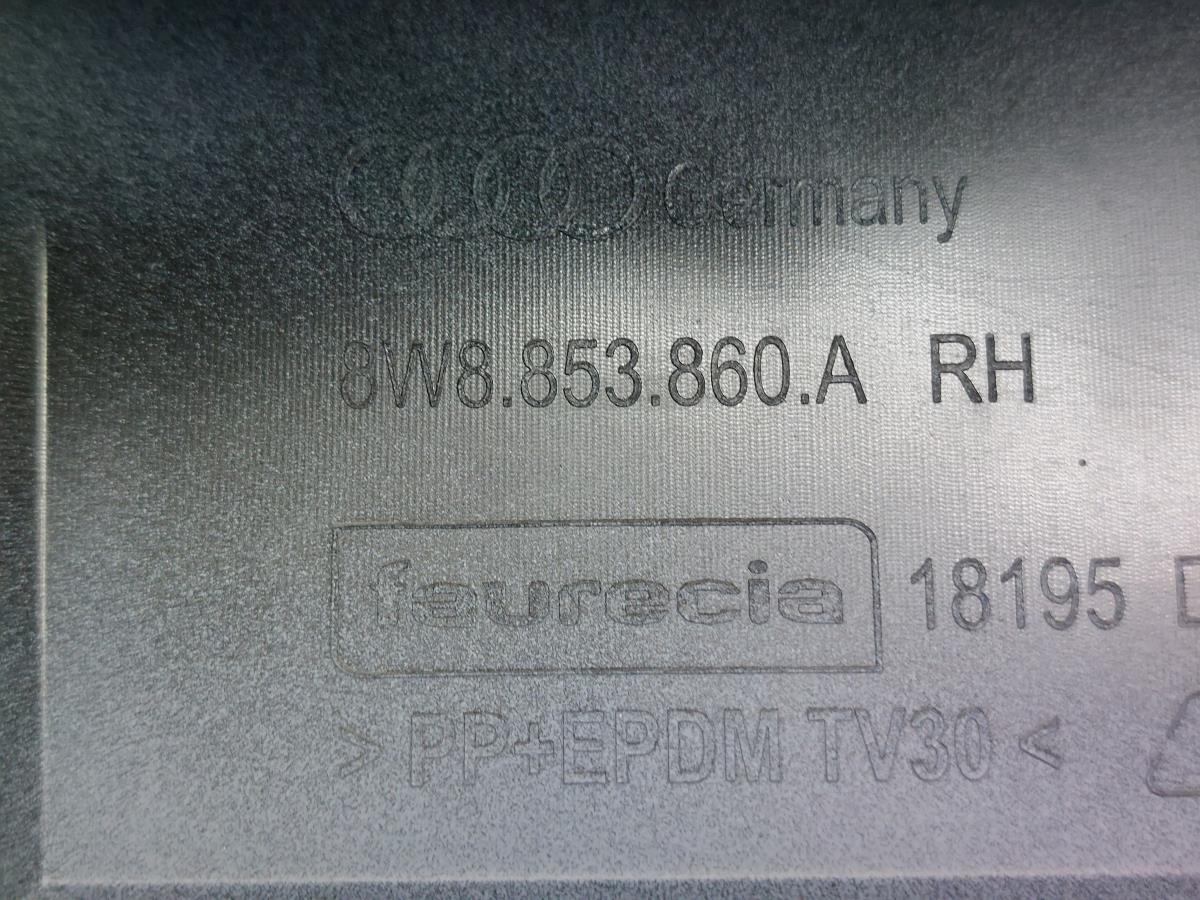 Germany
8W8.853.860.A RH
faurecia 18195 D
> PP+EPDM TV30 <